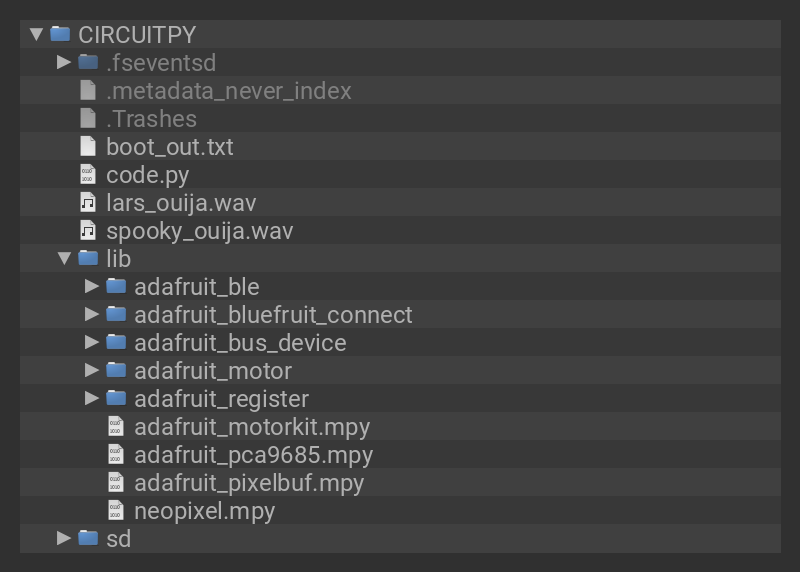 CIRCUITPY
.fseventsd
.metadata_never_index
.Trashes
boot_out.txt
code.py
lars_ouija.wav
spooky_ouija.wav
lib
adafruit_ble
adafruit_bluefruit_connect
adafruit_bus_device
adafruit_motor
adafruit_register
adafruit_motorkit.mpy
adafruit_pca9685.mpy
adafruit_pixelbuf.mpy
neopixel.mpy
sd